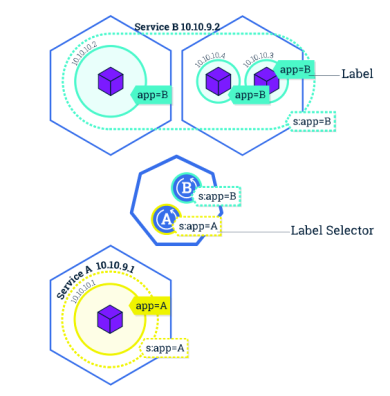 Service B 10.10.9.2
10.10.10.2
10.10.10.4
10.10.10.3
app=B
app=B
app=B
Label
s:app=B
B
s:app=B
A
s:app=A
Label Selector
Service A 10.10.9.1
10.10.10.1
app=A
s:app=A